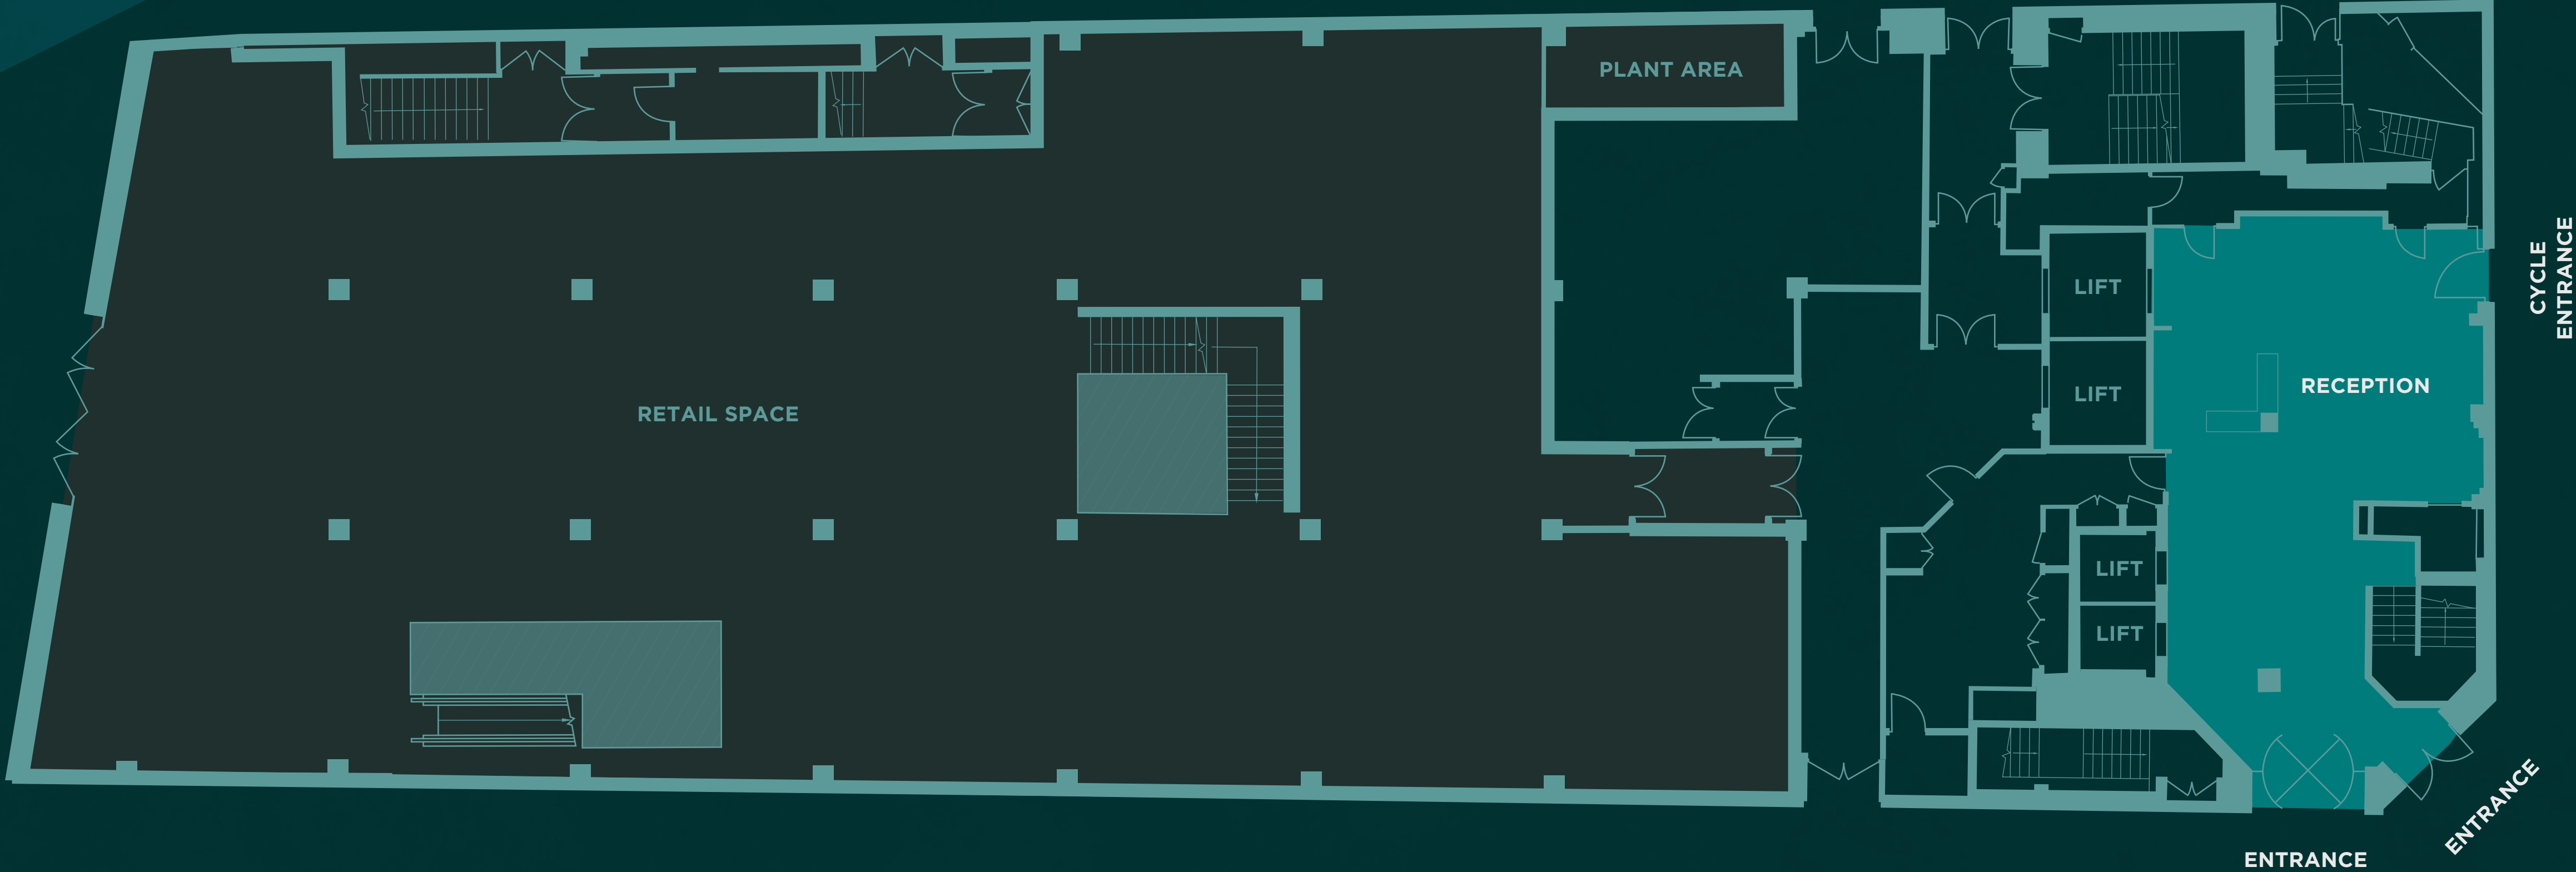 PLANT AREA
CYCLE
ENTRANCE
LIFT
RECEPTION
LIFT
RETAIL SPACE
LIFT
LIFT
ENTRANCE
ENTRANCE